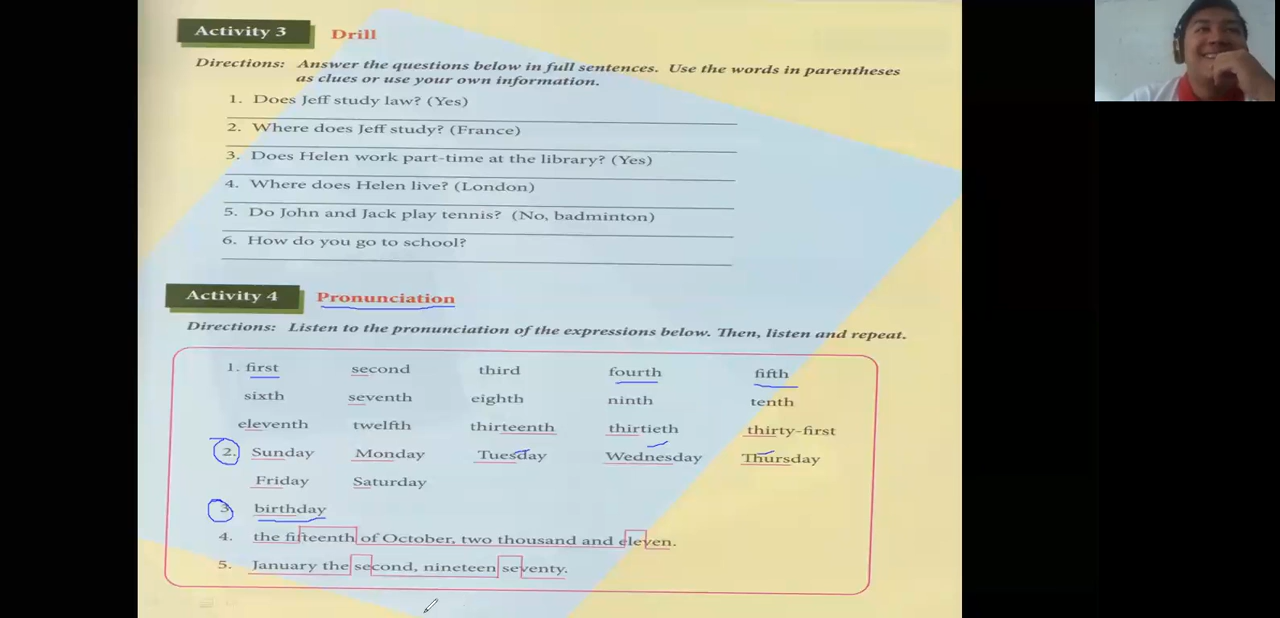 Activity 3 Drill
Directions: Answer the questions below in full sentences. Use the words in parentheses
as clues or use your own information.
1. Does Jeff study law? (Yes)
2. Where does Jeff study? (France)
3. Does Helen work part-time at the library? (Yes)
4. Where does Helen live? (London)
5. Do John and Jack play tennis? (No, badminton)
6. How do you go to school?
Activity 4 Pronunciation
Directions: Listen to the pronunciation of the expressions below. Then, listen and repeat.
1. first second third fourth fifth
sixth seventh eighth ninth tenth
eleventh twelfth thirteenth thirtieth thirty-first
2. Sunday Monday Tuesday Wednesday Thursday
Friday Saturday
3 birthday
4. the fifteenth of October, two thousand and eleven.
5. January the second, nineteen seventy.